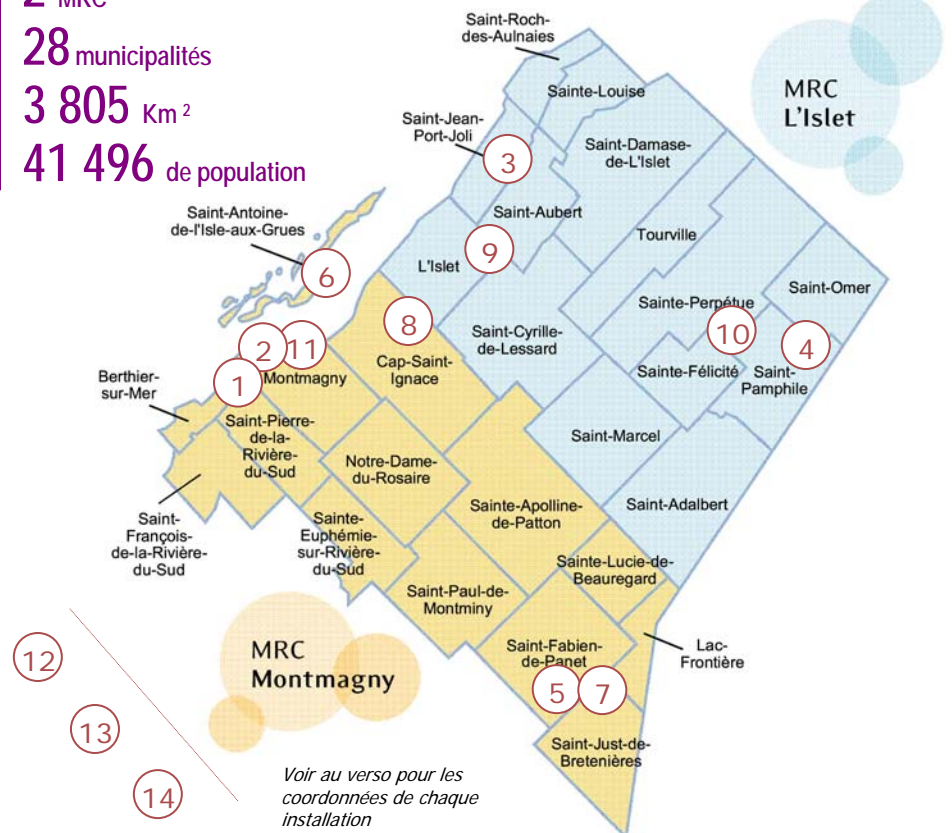 2 MRC
28 municipalités
3 805 Km 2
41 496 de population
Saint-Roch-
des-Aulnaies
Sainte-Louise
MRC
L'Islet
Saint-Jean-
Port-Joli
3
Saint-Damase-
de-L'Islet
Saint-Antoine-
de-l'Isle-aux-Grues
6
Saint-Aubert
9
L'Islet
Tourville
Saint-Omer
Sainte-Perpétue
10
4
8
Cap-Saint-
Ignace
Saint-Cyrille-
de-Lessard
Sainte-Félicité
Saint-
Pamphile
2
11
1
Montmagny
Berthier-
sur-Mer
Saint-Pierre-
de-la-
Rivière-
du-Sud
Notre-Dame-
du-Rosaire
Saint-Marcel
Saint-Adalbert
Sainte-Apolline-
de-Patton
Saint-
François-
de-la-Rivière-
du-Sud
Sainte-
Euphémie-
sur-Rivière-
du-Sud
Sainte-Lucie-de-
Beauregard
Saint-Paul-de-
Montminy
Saint-Fabien-
de-Panet
Lac-
Frontière
5
7
Saint-Just-de-
Bretenières
MRC
Montmagny
12
13
14
Voir au verso pour les
coordonnées de chaque
installation